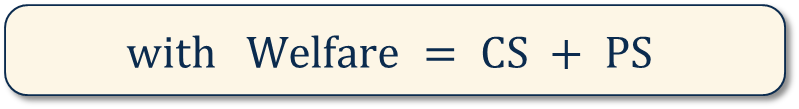 with Welfare = CS + PS